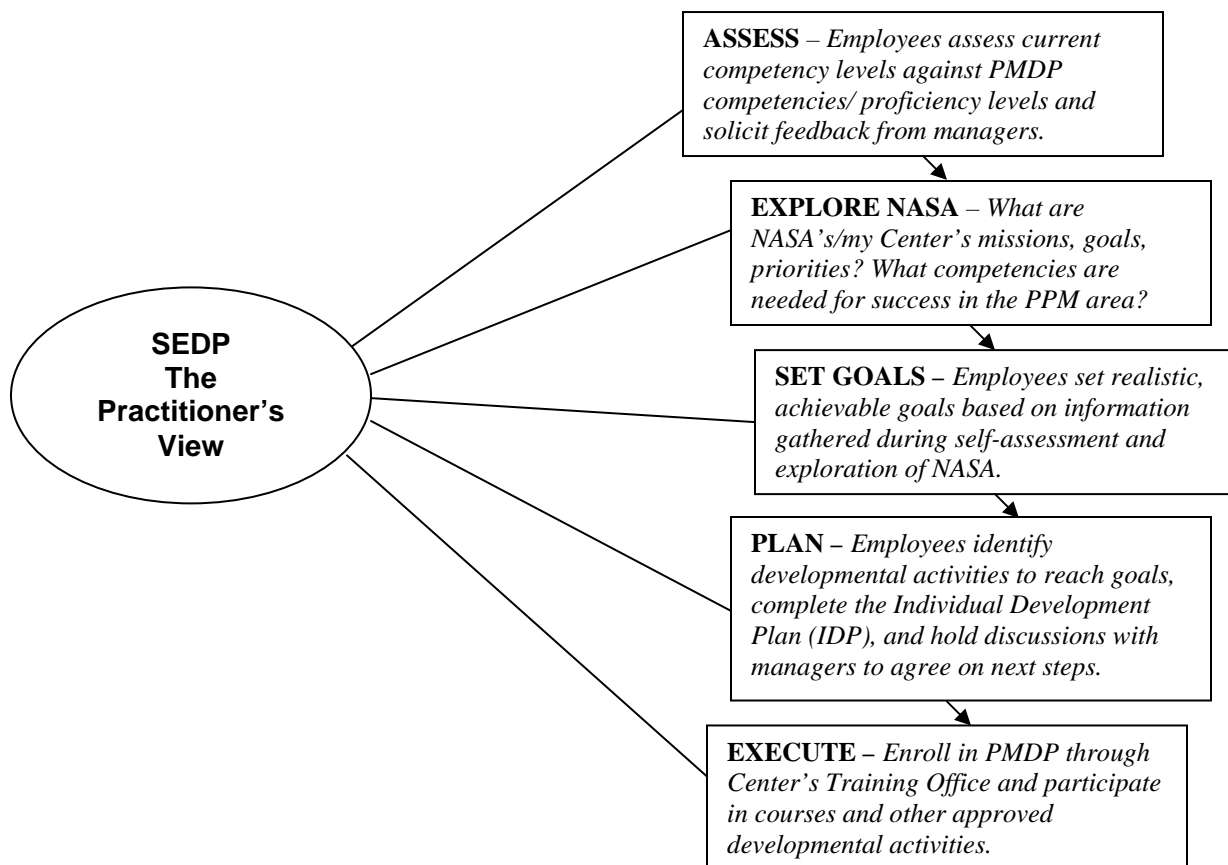 SEDP
The
Practitioner’s
View
ASSESS – Employees assess current
competency levels against PMDP
competencies/ proficiency levels and
solicit feedback from managers.
EXPLORE NASA – What are
NASA’s/my Center’s missions, goals,
priorities? What competencies are
needed for success in the PPM area?
SET GOALS – Employees set realistic,
achievable goals based on information
gathered during self-assessment and
exploration of NASA.
PLAN – Employees identify
developmental activities to reach goals,
complete the Individual Development
Plan (IDP), and hold discussions with
managers to agree on next steps.
EXECUTE – Enroll in PMDP through
Center’s Training Office and participate
in courses and other approved
developmental activities.